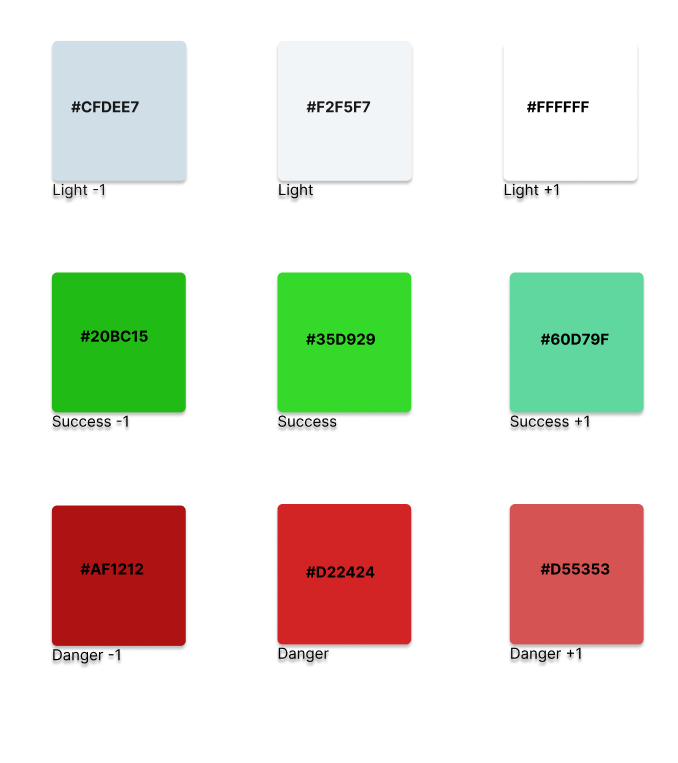 #CFDEE7
#F2F5F7
#FFFFFF
Light -1
Light
Light +1
#20BC15
#35D929
#60D79F
Success -1
Success
Success +1
#AF1212
#D22424
#D55353
Danger -1
Danger
Danger +1